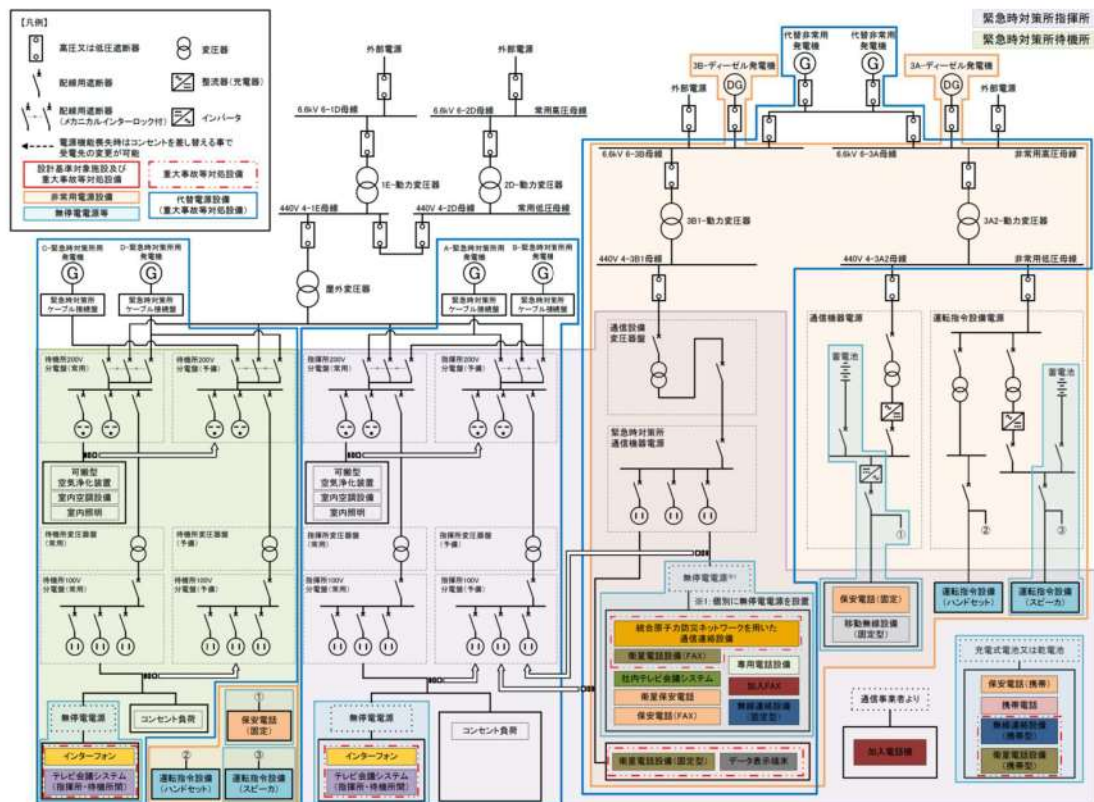 【凡例】
高圧又は低圧遮断器
変圧器
配線用遮断器
整流器(充電器)
配線用遮断器
(メカニカルインターロック付)
インバータ
電源機能喪失時はコンセントを差し替える事で
受電先の変更が可能
設計基準対象施設及び
重大事故等対処設備
重大事故等対処設備
非常用電源設備
代替電源設備
(重大事故等対処設備)
無停電電源等
緊急時対策所指揮所
緊急時対策所待機所
外部電源
外部電源
6.6kV 6-1D母線
6.6kV 6-2D母線
常用高圧母線
1E-動力変圧器
2D-動力変圧器
440V 4-1E母線
440V 4-2D母線
常用低圧母線
屋外変圧器
代替非常用
発電機
G
代替非常用
発電機
G
3B-ディーゼル発電機
DG
3A-ディーゼル発電機
DG
外部電源
外部電源
6.6kV 6-3B母線
6.6kV 6-3A母線
非常用高圧母線
3B1-動力変圧器
3A2-動力変圧器
440V 4-3B1母線
440V 4-3A2母線
非常用低圧母線
C-緊急時対策所用
発電機
G
D-緊急時対策所用
発電機
G
A-緊急時対策所用
発電機
G
B-緊急時対策所用
発電機
G
緊急時対策所
ケーブル接続盤
緊急時対策所
ケーブル接続盤
緊急時対策所
ケーブル接続盤
緊急時対策所
ケーブル接続盤
待機所200V
分電盤(常用)
待機所200V
分電盤(予備)
指揮所200V
分電盤(常用)
指揮所200V
分電盤(予備)
可搬型
空気浄化装置
室内空調設備
室内照明
可搬型
空気浄化装置
室内空調設備
室内照明
待機所変圧器盤
(常用)
待機所変圧器盤
(予備)
指揮所変圧器盤
(常用)
指揮所変圧器盤
(予備)
待機所100V
分電盤(常用)
待機所100V
分電盤(予備)
指揮所100V
分電盤(常用)
指揮所100V
分電盤(予備)
通信設備
変圧器盤
緊急時対策所
通信機器電源
通信機器電源
蓄電池
①
運転指令設備電源
蓄電池
②
③
無停電電源
コンセント負荷
インターフォン
テレビ会議システム
(指揮所・待機所間)
①
保安電話
(固定)
②
運転指令設備
(ハンドセット)
③
運転指令設備
(スピーカ)
無停電電源
インターフォン
テレビ会議システム
(指揮所・待機所間)
コンセント負荷
無停電電源※1
※1:個別に無停電電源を設置
統合原子力防災ネットワークを用いた
通信連絡設備
衛星電話設備(FAX)
専用電話設備
社内テレビ会議システム
加入FAX
衛星保安電話
無線連絡設備
(固定型)
保安電話(FAX)
衛星電話設備(固定型)
データ表示端末
保安電話(固定)
移動無線設備
(固定型)
運転指令設備
(ハンドセット)
運転指令設備
(スピーカ)
通信事業者より
加入電話機
充電式電池又は乾電池
保安電話(携帯)
携帯電話
無線連絡設備
(携帯型)
衛星電話設備
(携帯型)